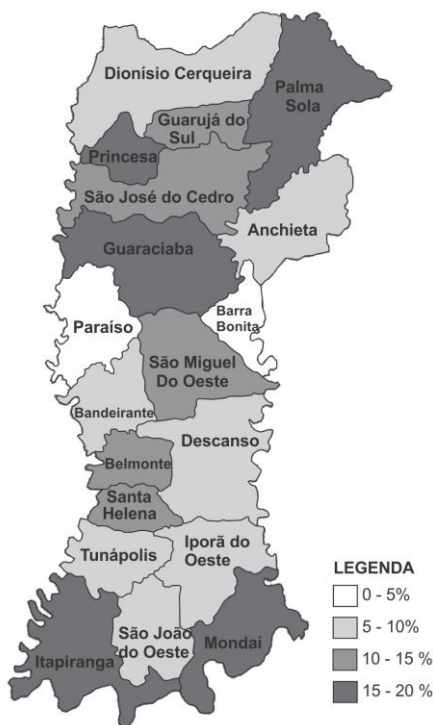 Dionísio Cerqueira
Palma
Sola
Guarujá do
Sul
Princesa
São José do Cedro
Anchieta
Guaraciaba
Barra
Bonita
Paraíso
São Miguel
Do Oeste
Bandeirante
Descanso
Belmonte
Santa
Helena
Tunápolis
Iporã do
Oeste
São João
do Oeste
Mondaí
Itapiranga
LEGENDA
0 - 5%
5 - 10%
10 - 15 %
15 - 20 %